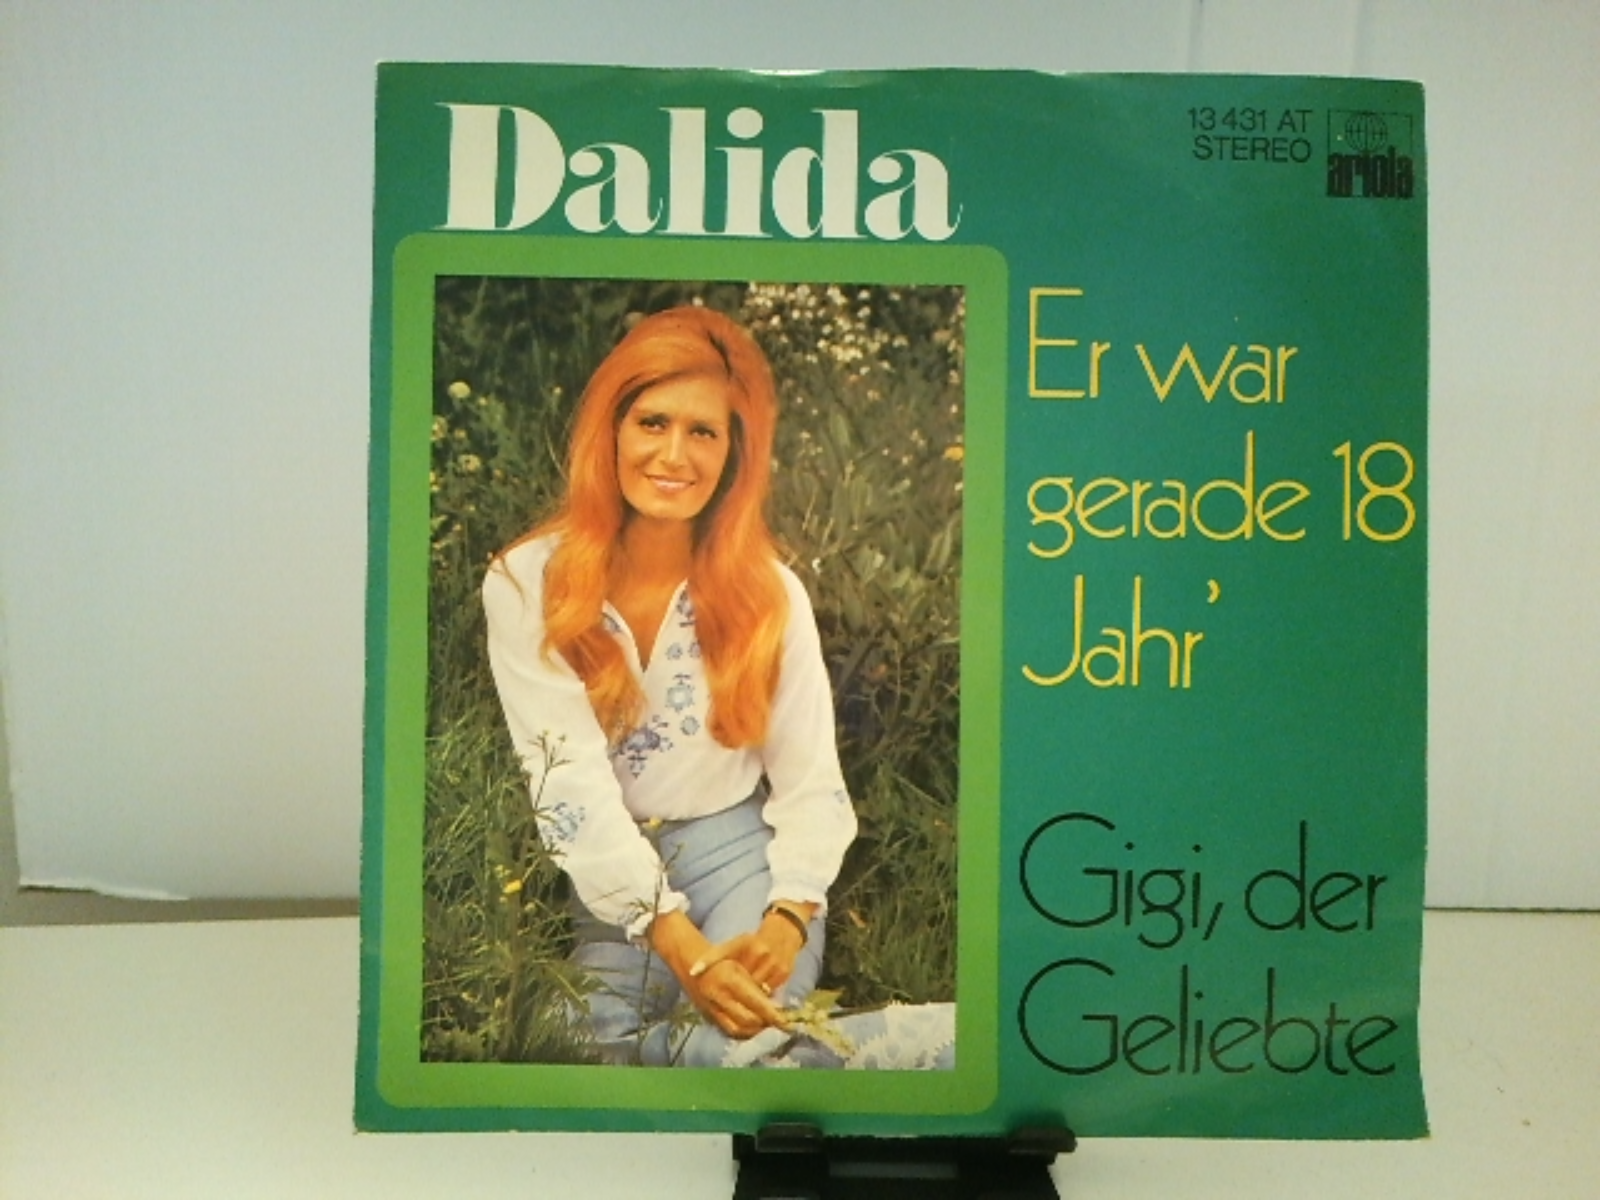 Dalida
13 431 AT
STEREO
ariola
Er war
gerade 18
Jahr'
Gigi, der
Geliebte